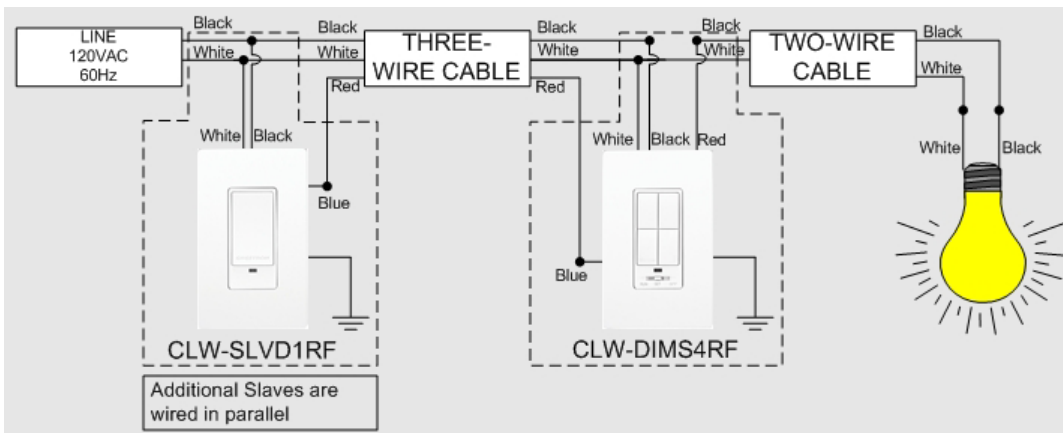 LINE
120VAC
60Hz
Black
White
Black
White
Red
THREE-
WIRE CABLE
Black
White
Red
Black
White
TWO-WIRE
CABLE
Black
White
White
Black
Blue
White
Black
Red
Blue
White
Black
CLW-SLVD1RF
CLW-DIMS4RF
Additional Slaves are
wired in parallel